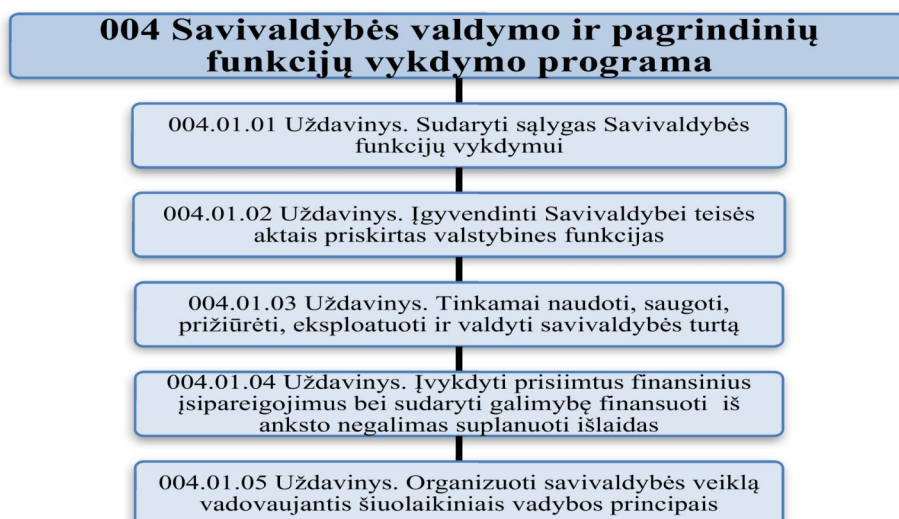 004 Savivaldybės valdymo ir pagrindinių
funkcijų vykdymo programa
004.01.01 Uždavinys. Sudaryti sąlygas Savivaldybės
funkcijų vykdymui
004.01.02 Uždavinys. Įgyvendinti Savivaldybei teisės
aktais priskirtas valstybines funkcijas
004.01.03 Uždavinys. Tinkamai naudoti, saugoti,
prižiūrėti, eksploatuoti ir valdyti savivaldybės turtą
004.01.04 Uždavinys. Įvykdyti prisiimtus finansinius
įsipareigojimus bei sudaryti galimybę finansuoti  iš
anksto negalimas suplanuoti išlaidas
004.01.05 Uždavinys. Organizuoti savivaldybės veiklą
vadovaujantis šiuolaikiniais vadybos principais